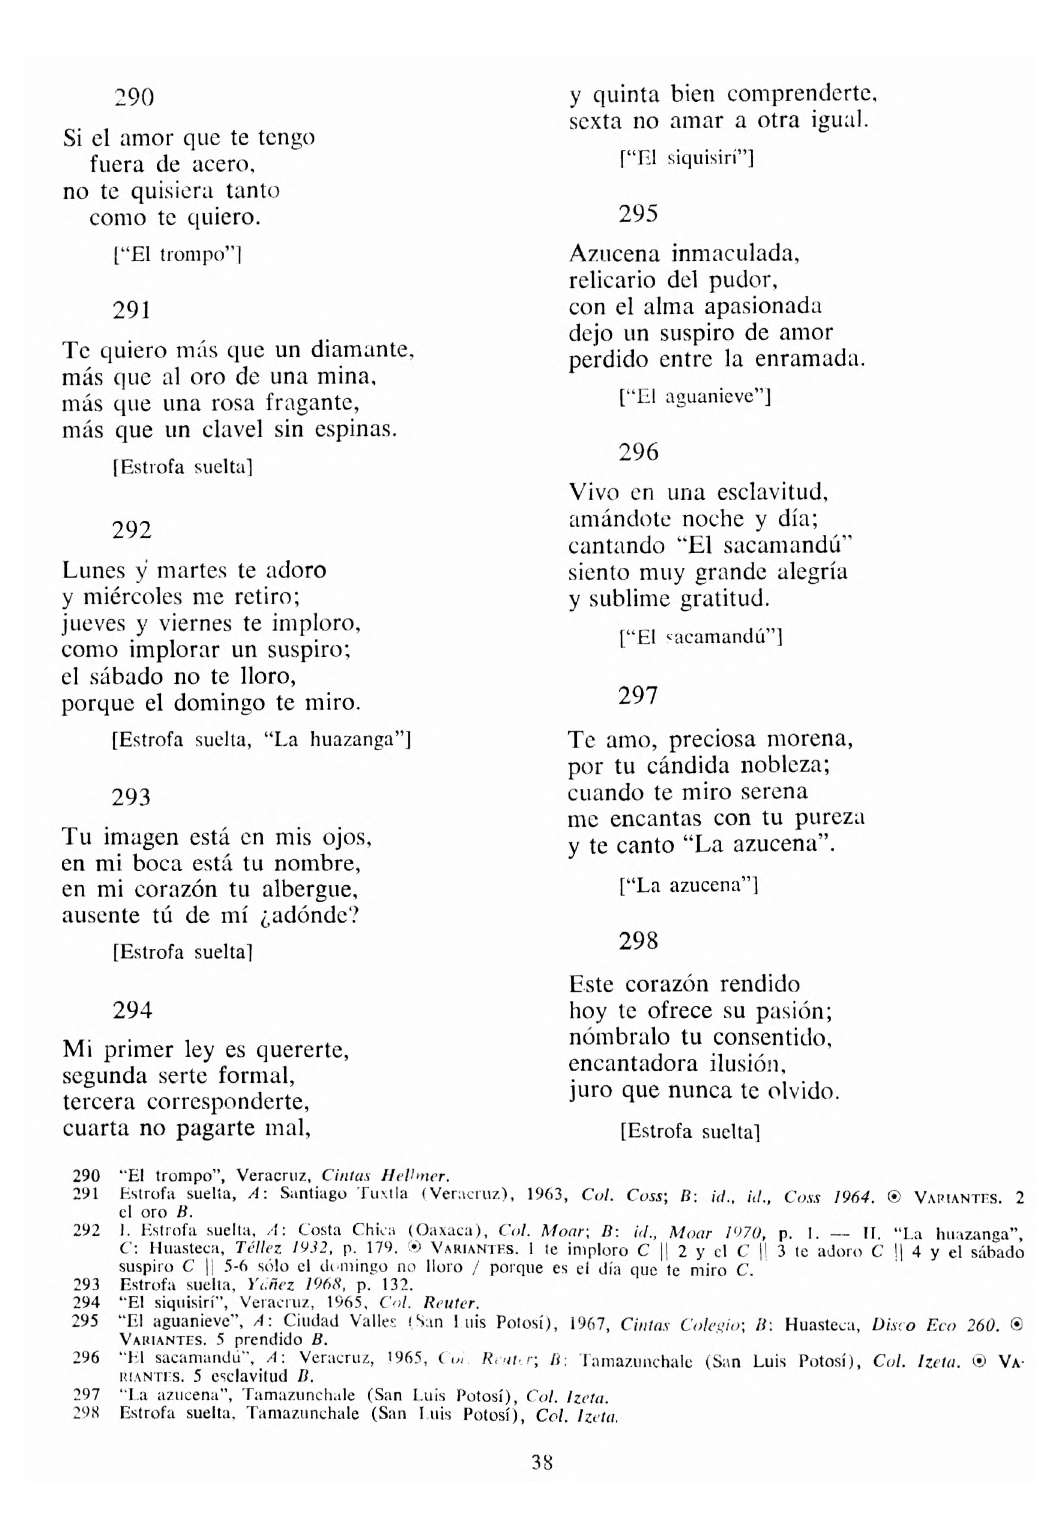 290
Si el amor que te tengo
fuera de acero,
no te quisiera tanto
como te quiero.
[“El trompo”]
291
Te quiero más que un diamante,
más que al oro de una mina,
más que una rosa fragante,
más que un clavel sin espinas.
[Estrofa suelta]
292
Lunes y martes te adoro
y miércoles me retiro;
jueves y viernes te imploro,
como implorar un suspiro;
el sábado no te lloro,
porque el domingo te miro.
[Estrofa suelta, “La huazanga”]
293
Tu imagen está en mis ojos,
en mi boca está tu nombre,
en mi corazón tu albergue,
ausente tú de mí ¿adónde?
[Estrofa suelta]
294
Mi primer ley es quererte,
segunda serte formal,
tercera corresponderte,
cuarta no pagarte mal,
y quinta bien comprenderte,
sexta no amar a otra igual.
[“El siquisirí”]
295
Azucena inmaculada,
relicario del pudor,
con el alma apasionada
dejo un suspiro de amor
perdido entre la enramada.
[“El aguanieve”]
296
Vivo en una esclavitud,
amándote noche y día;
cantando “El sacamandú”
siento muy grande alegría
y sublime gratitud.
[“El sacamandú”]
297
Te amo, preciosa morena,
por tu cándida nobleza;
cuando te miro serena
me encantas con tu pureza
y te canto “La azucena”.
[“La azucena”]
298
Este corazón rendido
hoy te ofrece su pasión;
nómbralo tu consentido,
encantadora ilusión,
juro que nunca te olvido.
[Estrofa suelta]
290 “El trompo”, Veracruz, Cintas Hellmer.
291 Estrofa suelta, A: Santiago Tuxtla (Veracruz), 1963, Col. Coss; B: id., id., Coss 1964. ⦿ VARIANTES. 2
el oro B.
292 I. Estrofa suelta, A: Costa Chica (Oaxaca), Col. Moar; B: id., Moar 1970, p. 1. — II. “La huazanga”,
C: Huasteca, Téllez 1932, p. 179. ⦿ VARIANTES. 1 te imploro C || 2 y el C || 3 te adoro C || 4 y el sábado
suspiro C || 5-6 sólo el domingo no lloro / porque es el día que te miro C.
293 Estrofa suelta, Yáñez 1968, p. 132.
294 “El siquisirí”, Veracruz, 1965, Col. Reuter.
295 “El aguanieve”, A: Ciudad Valles (San Luis Potosí), 1967, Cintas Colegio; B: Huasteca, Disco Eco 260. ⦿
VARIANTES. 5 prendido B.
296 “El sacamandú”, A: Veracruz, 1965, Col. Reuter; B: Tamazunchale (San Luis Potosí), Col. Izeta. ⦿ VA-
RIANTES. 5 esclavitud B.
297 “La azucena”, Tamazunchale (San Luis Potosí), Col. Izeta.
298 Estrofa suelta, Tamazunchale (San Luis Potosí), Col. Izeta.
38